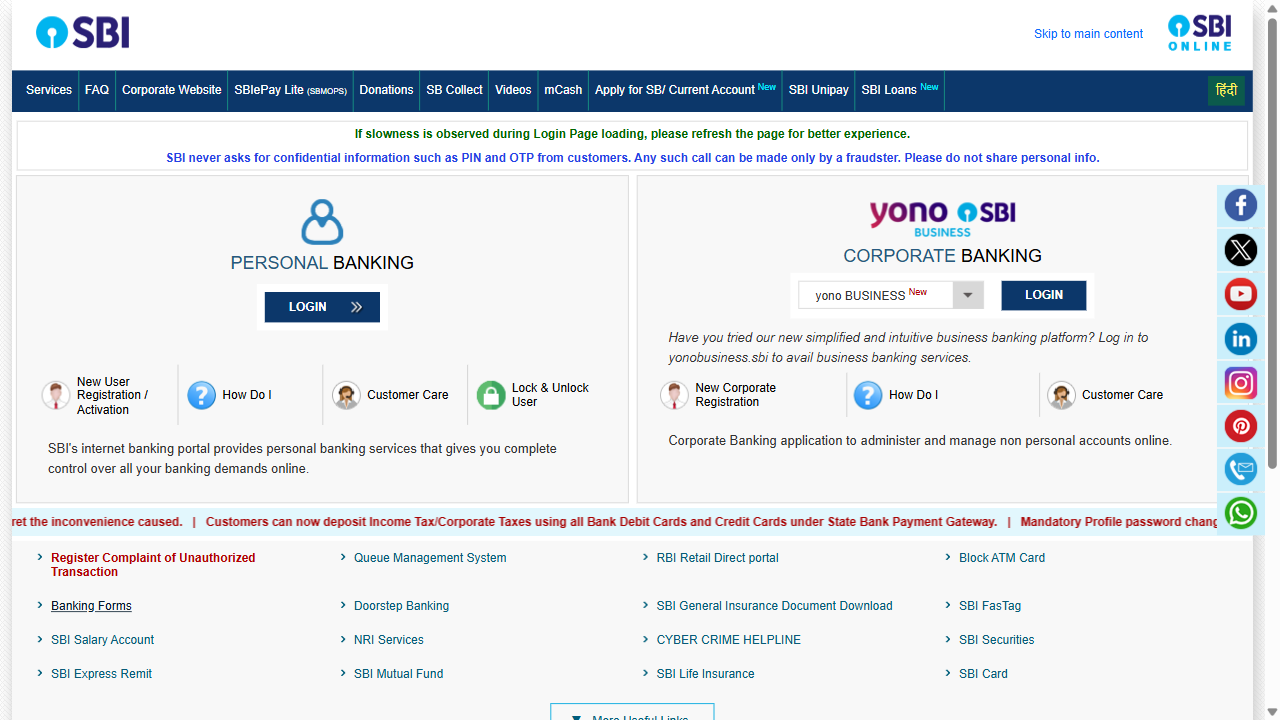 SBI
Skip to main content
SBI
ONLINE
Services
FAQ
Corporate Website
SBIePay Lite (SBMOPS)
Donations
SB Collect
Videos
mCash
Apply for SB/ Current Account New
SBI Unipay
SBI Loans New
हिंदी
If slowness is observed during Login Page loading, please refresh the page for better experience.
SBI never asks for confidential information such as PIN and OTP from customers. Any such call can be made only by a fraudster. Please do not share personal info.
PERSONAL BANKING
LOGIN
New User
Registration /
Activation
How Do I
Customer Care
Lock & Unlock
User
SBI's internet banking portal provides personal banking services that gives you complete
control over all your banking demands online.
yono SBI
BUSINESS
CORPORATE BANKING
yono BUSINESS New
LOGIN
Have you tried our new simplified and intuitive business banking platform? Log in to
yonobusiness.sbi to avail business banking services.
New Corporate
Registration
How Do I
Customer Care
Corporate Banking application to administer and manage non personal accounts online.
ret the inconvenience caused. | Customers can now deposit Income Tax/Corporate Taxes using all Bank Debit Cards and Credit Cards under State Bank Payment Gateway. | Mandatory Profile password chang
Register Complaint of Unauthorized
Transaction
Queue Management System
RBI Retail Direct portal
Block ATM Card
Banking Forms
Doorstep Banking
SBI General Insurance Document Download
SBI FasTag
SBI Salary Account
NRI Services
CYBER CRIME HELPLINE
SBI Securities
SBI Express Remit
SBI Mutual Fund
SBI Life Insurance
SBI Card
More Useful Links